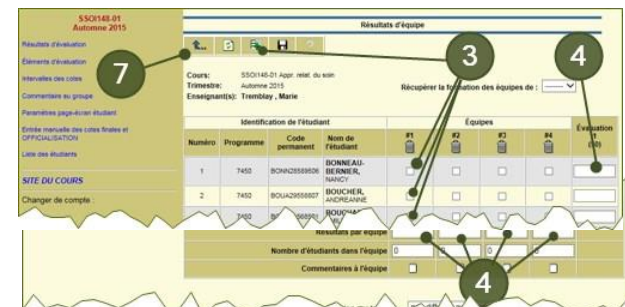 SSOI148-01
Automne 2015
Résultats d'évaluation
Éléments d'évaluation
Intervalles des cotes
Commentaire au groupe
Paramètres page-écran étudiant
Entrée manuelle des cotes finales et
OFFICIALISATION
Liste des étudiants
SITE DU COURS
Changer de compte :
7
Résultats d'équipe
3
4
Cours: SSOI148-01 Appr. relat. du soin
Trimestre: Automne 2015
Enseignant(s): Tremblay , Marie
Récupérer la formation des équipes de :
Identification de l'étudiant Équipes Évaluation
Numéro Programme Code permanent Nom de l'étudiant #1 #2 #3 #4
1 7450 BONNEAU-BERNIER, NANCY
2 7450 BOUCHER, ANDREANNE
7450
Résultats par équipe
Nombre d'étudiants dans l'équipe 0 0 0 0
Commentaires à l'équipe
4